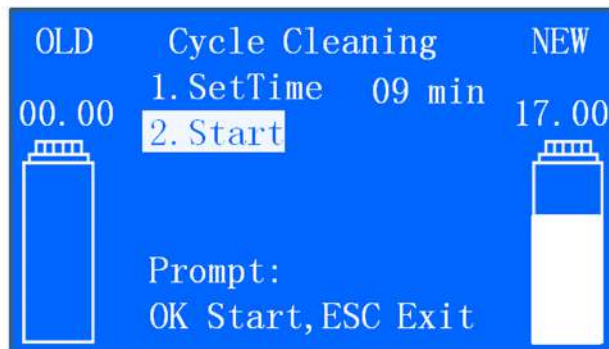 OLD Cycle Cleaning NEW
1.SetTime 09 min
00.00 2.Start 17.00
Prompt:
OK Start,ESC Exit